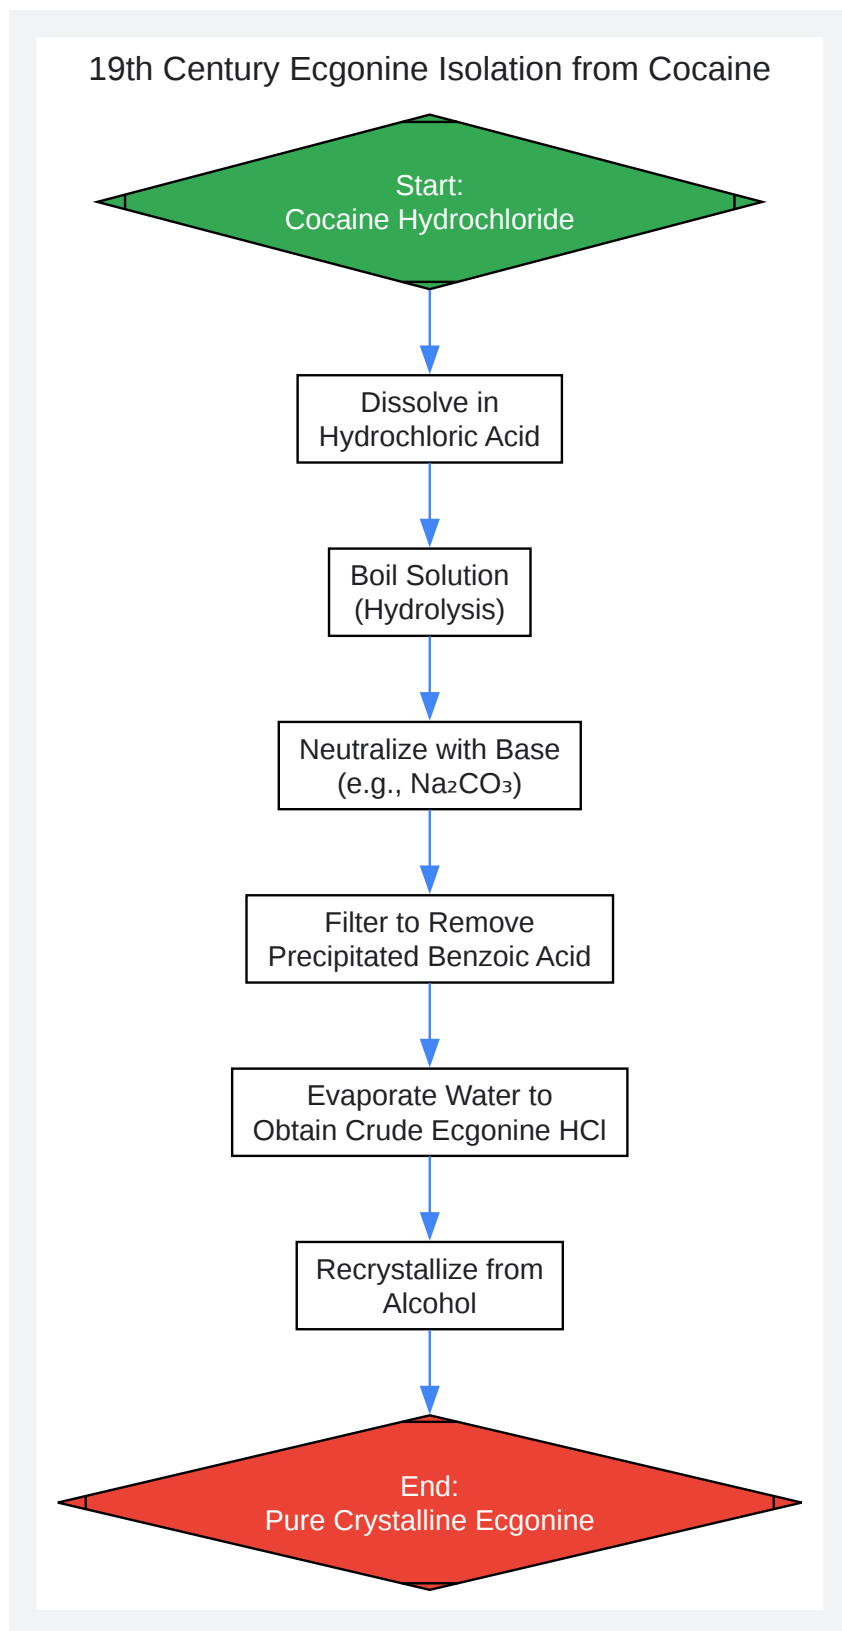 19th Century Ecgonine Isolation from Cocaine
Start:
Cocaine Hydrochloride
Dissolve in
Hydrochloric Acid
Boil Solution
(Hydrolysis)
Neutralize with Base
(e.g., Na₂CO₃)
Filter to Remove
Precipitated Benzoic Acid
Evaporate Water to
Obtain Crude Ecgonine HCl
Recrystallize from
Alcohol
End:
Pure Crystalline Ecgonine